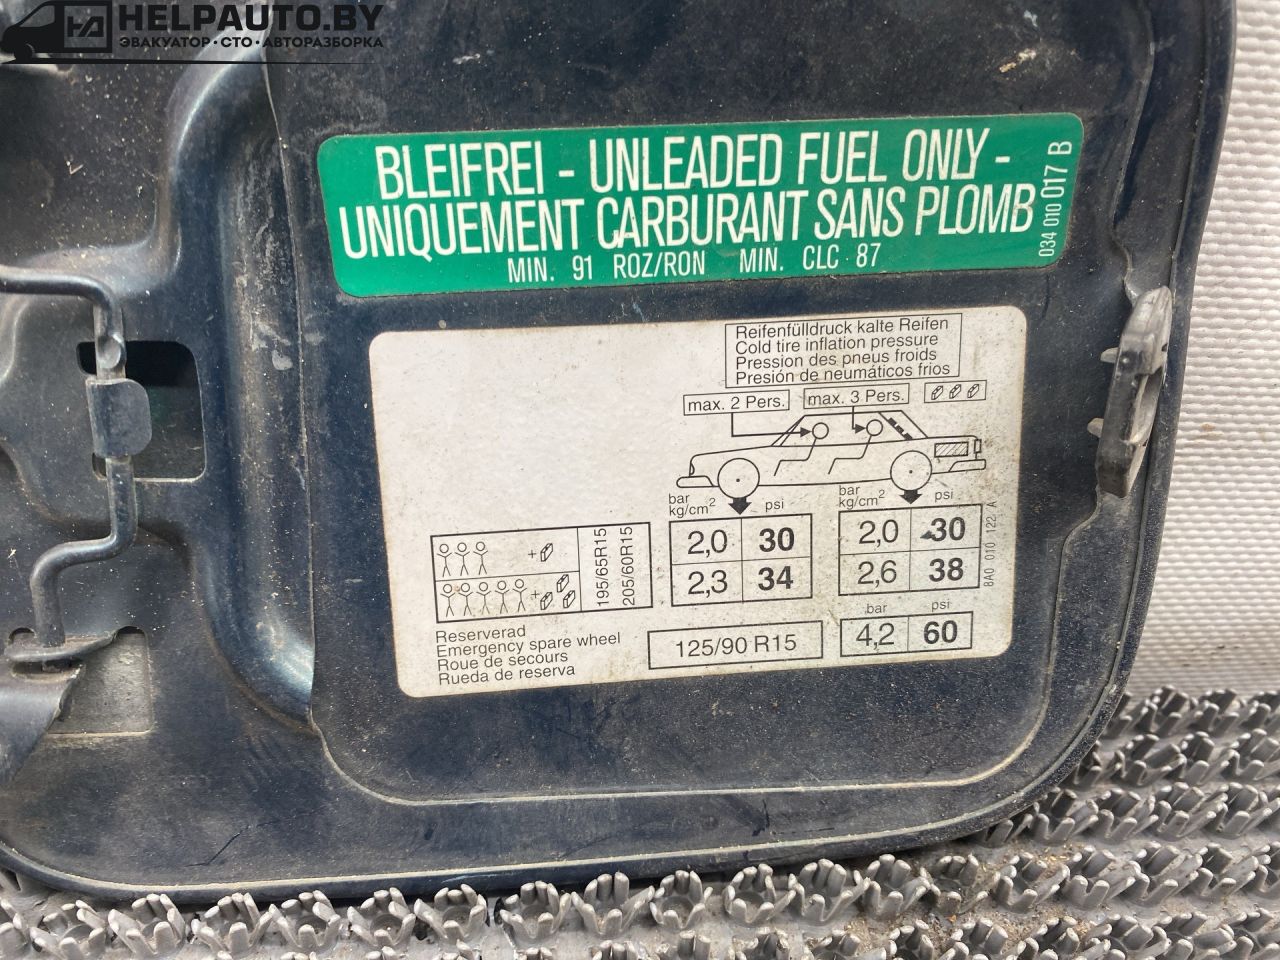 HELPAUTO.BY
ЭВАКУАТОР • СТО • АВТОРАЗБОРКА
BLEIFREI - UNLEADED FUEL ONLY -
UNIQUEMENT CARBURANT SANS PLOMB
MIN. 91 ROZ/RON MIN. CLC 87
034 010 017 B
Reifenfülldruck kalte Reifen
Cold tire inflation pressure
Pression des pneus froids
Presión de neumáticos frios
max. 2 Pers. max. 3 Pers.
bar kg/cm² psi bar kg/cm² psi
195/65R15
205/60R15
2,0 30 2,0 30
2,3 34 2,6 38
8A0 010 122 A
Reserverad
Emergency spare wheel
Roue de secours
Rueda de reserva
125/90 R15
bar psi
4,2 60